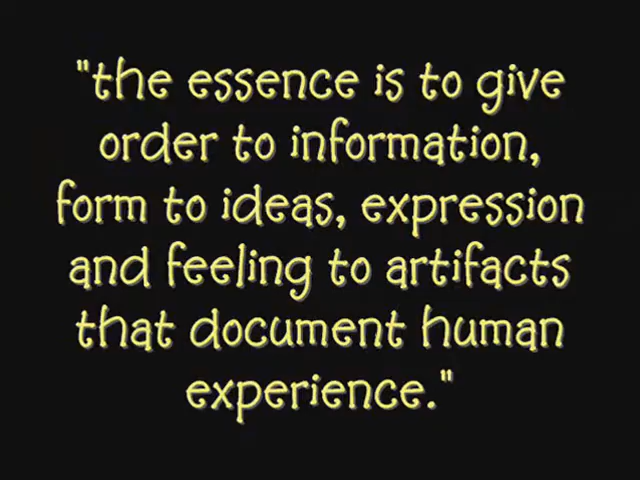 "the essence is to give
order to information,
form to ideas, expression
and feeling to artifacts
that document human
experience."